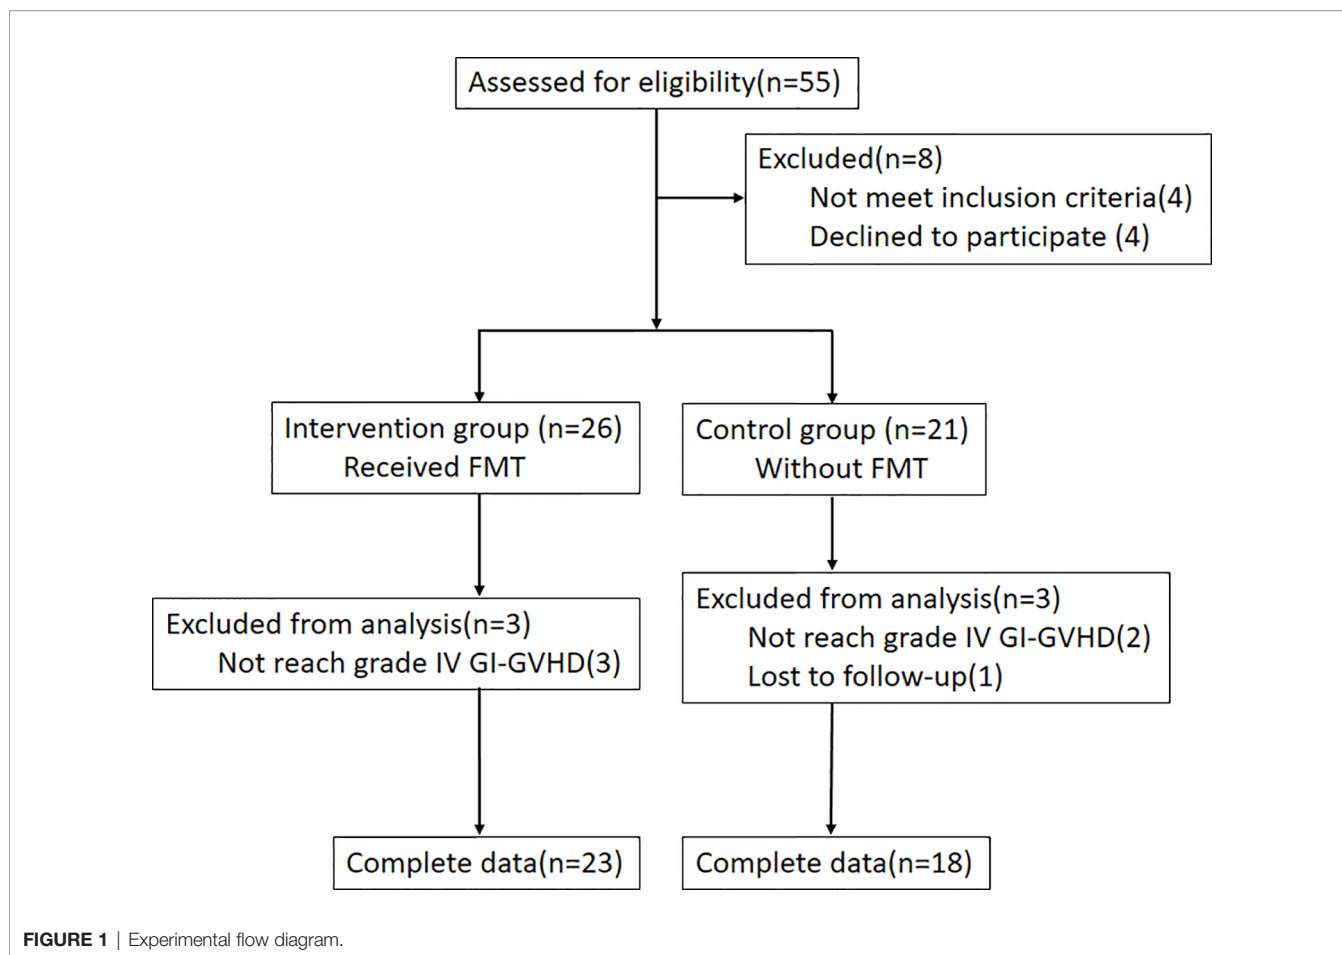 Assessed for eligibility(n=55)
Excluded(n=8)
Not meet inclusion criteria(4)
Declined to participate (4)
Intervention group (n=26)
Received FMT
Control group (n=21)
Without FMT
Excluded from analysis(n=3)
Not reach grade IV GI-GVHD(3)
Excluded from analysis(n=3)
Not reach grade IV GI-GVHD(2)
Lost to follow-up(1)
Complete data(n=23)
Complete data(n=18)
FIGURE 1 | Experimental flow diagram.